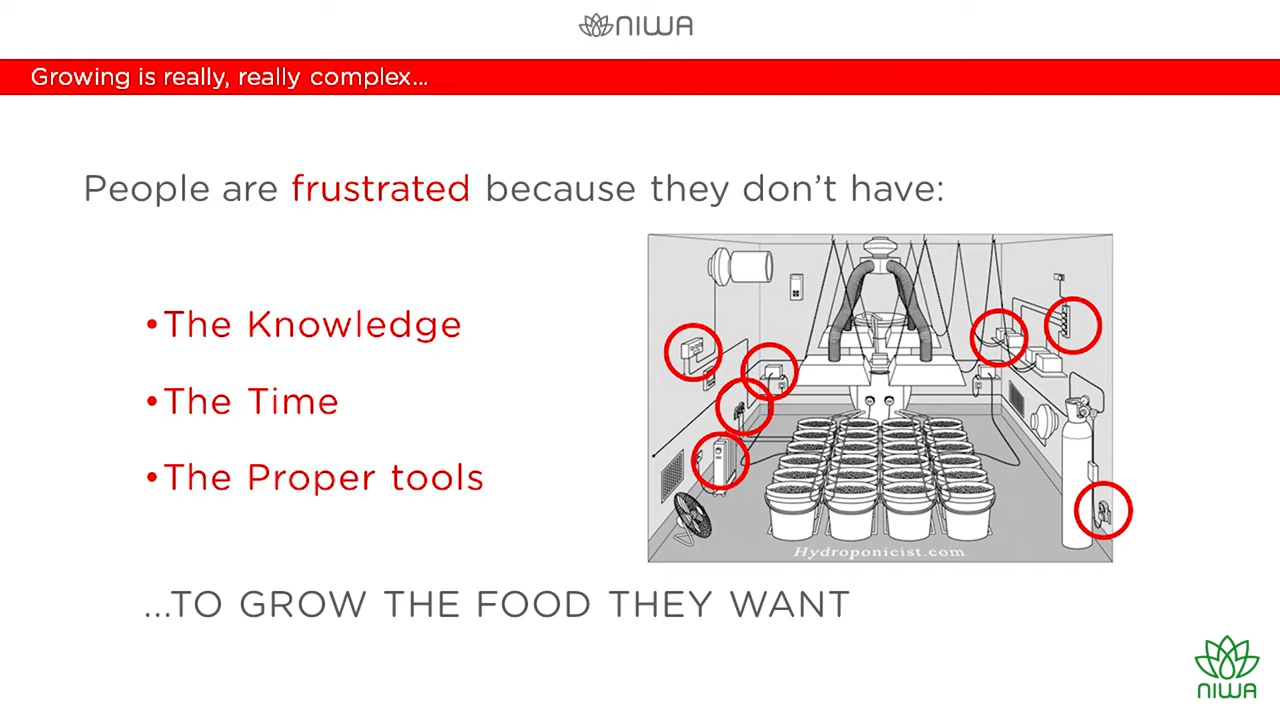 NIWA
Growing is really, really complex...
People are frustrated because they don't have:
•The Knowledge
•The Time
•The Proper tools
Hydroponicist.com
...TO GROW THE FOOD THEY WANT
NIWA